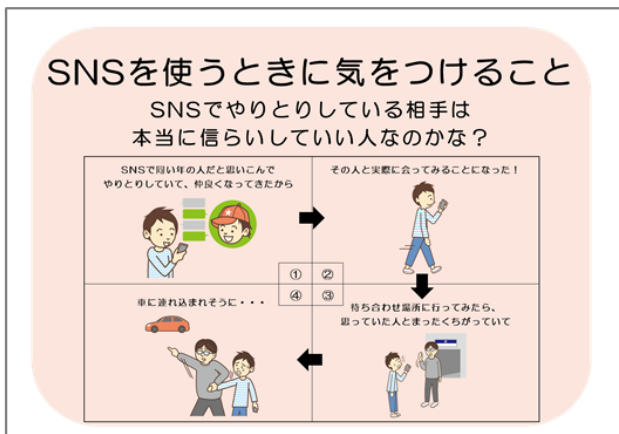 SNSを使うときに気をつけること
SNSでやりとりしている相手は
本当に信らいしていい人なのかな？
SNSで同い年の人だと思いこんで
やりとりしていて、仲良くなってきたから
その人と実際に会ってみることになった！
① ②
④ ③
待ち合わせ場所に行ってみたら、
思っていた人とまったくちがっていて
車に連れ込まれそうに・・・